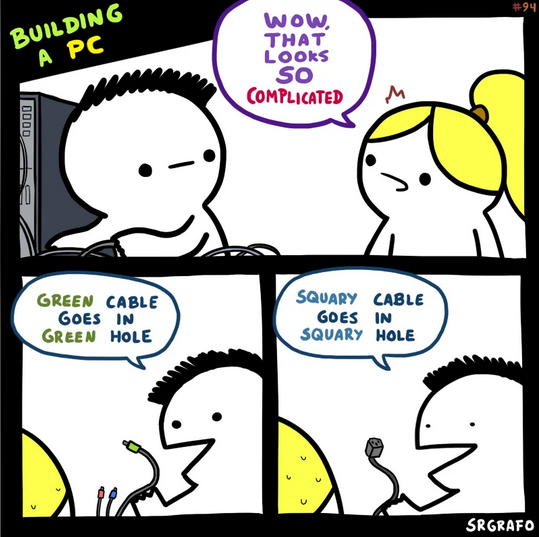 #94
BUILDING
A PC
WOW,
THAT
LOOKS
SO
COMPLICATED
GREEN CABLE
GOES IN
GREEN HOLE
SQUARY CABLE
GOES IN
SQUARY HOLE
SRGRAFO